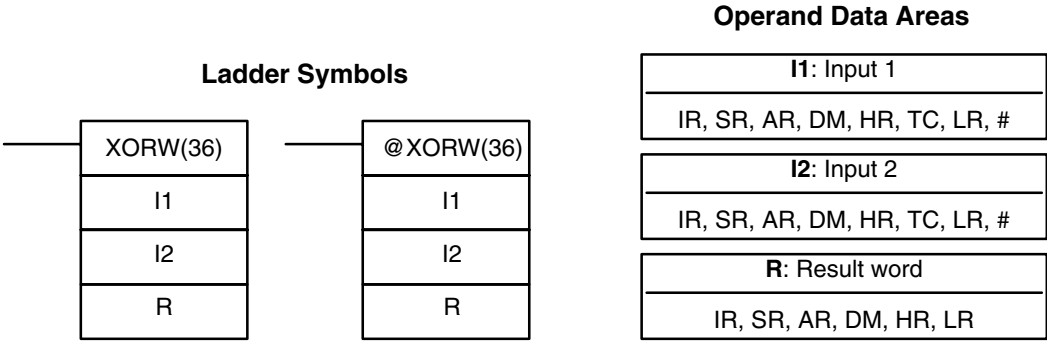 Ladder Symbols
XORW(36)
I1
I2
R
@XORW(36)
I1
I2
R
Operand Data Areas
I1: Input 1
IR, SR, AR, DM, HR, TC, LR, #
I2: Input 2
IR, SR, AR, DM, HR, TC, LR, #
R: Result word
IR, SR, AR, DM, HR, LR